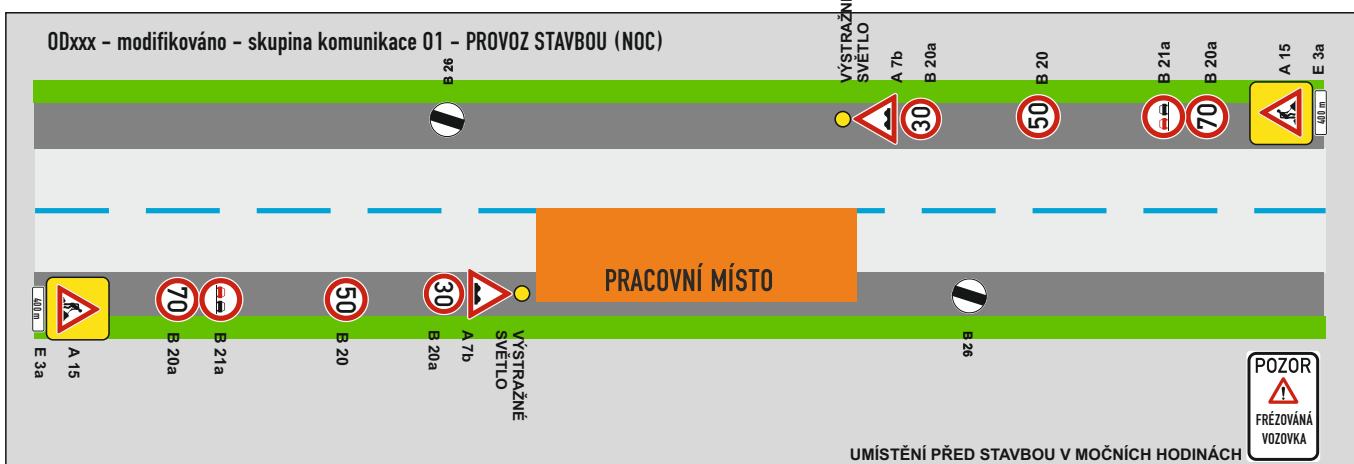 ODxxx - modifikováno - skupina komunikace 01 - PROVOZ STAVBOU (NOC)
B 26
VÝSTRAŽNÉ
SVĚTLO
A 7b
B 20a
B 20
B 21a
B 20a
A 15
E 3a
30
50
70
400 m
PRACOVNÍ MÍSTO
400 m
70
50
30
E 3a
A 15
B 20a
B 21a
B 20
B 20a
A 7b
SVĚTLO
VÝSTRAŽNÉ
B 26
POZOR
FRÉZOVÁNÁ
VOZOVKA
UMÍSTĚNÍ PŘED STAVBOU V MOČNÍCH HODINÁCH